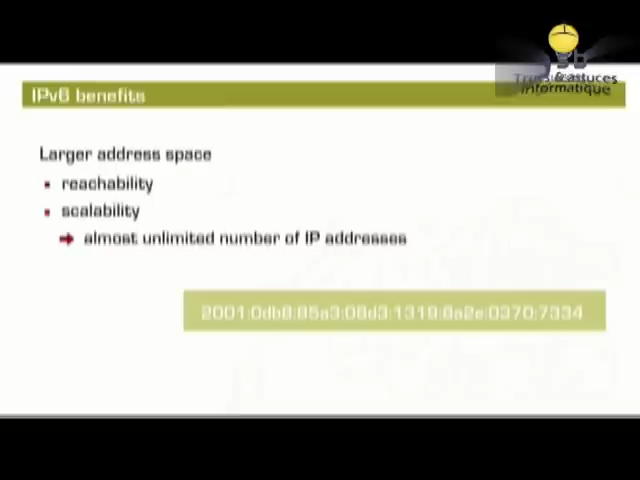 Trucs & astuces
informatique
IPv6 benefits
Larger address space
▪ reachability
▪ scalability
➔ almost unlimited number of IP addresses
2001:0db8:85a3:08d3:1319:8a2e:0370:7334